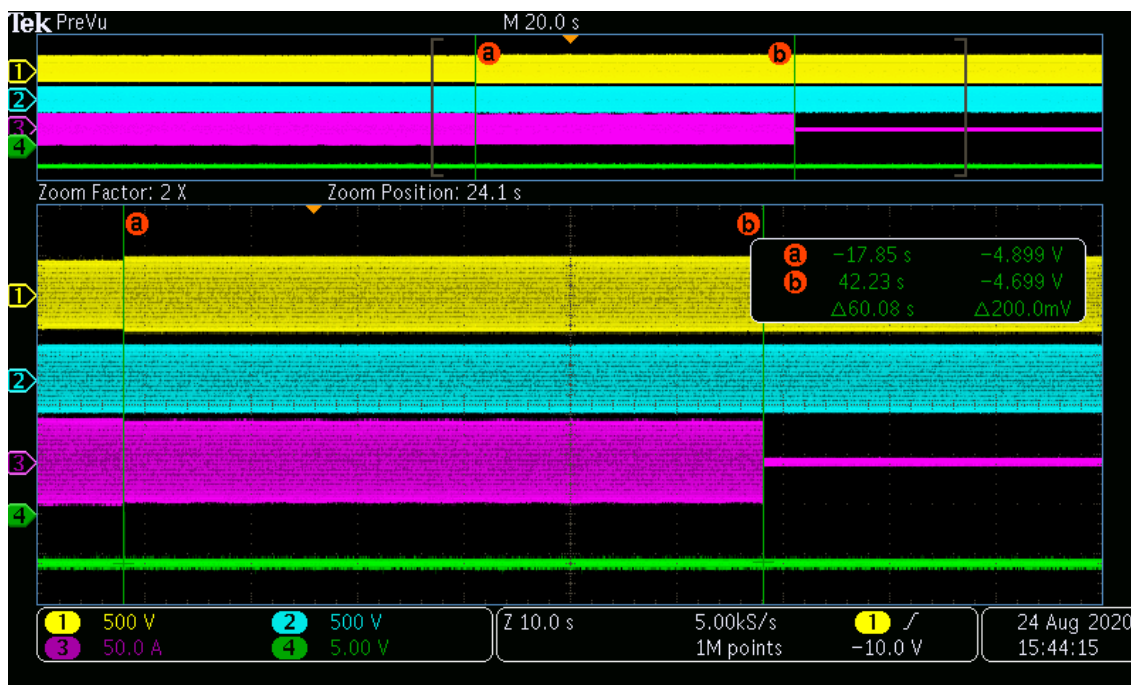 Tek PreVu M 20.0 s
a b
1
2
3
4
Zoom Factor: 2 X Zoom Position: 24.1 s
a b
a −17.85 s −4.899 V
b 42.23 s −4.699 V
△60.08 s △200.0mV
1
2
3
4
1 500 V 2 500 V Z 10.0 s 5.00kS/s 1 24 Aug 2020
3 50.0 A 4 5.00 V 1M points −10.0 V 15:44:15